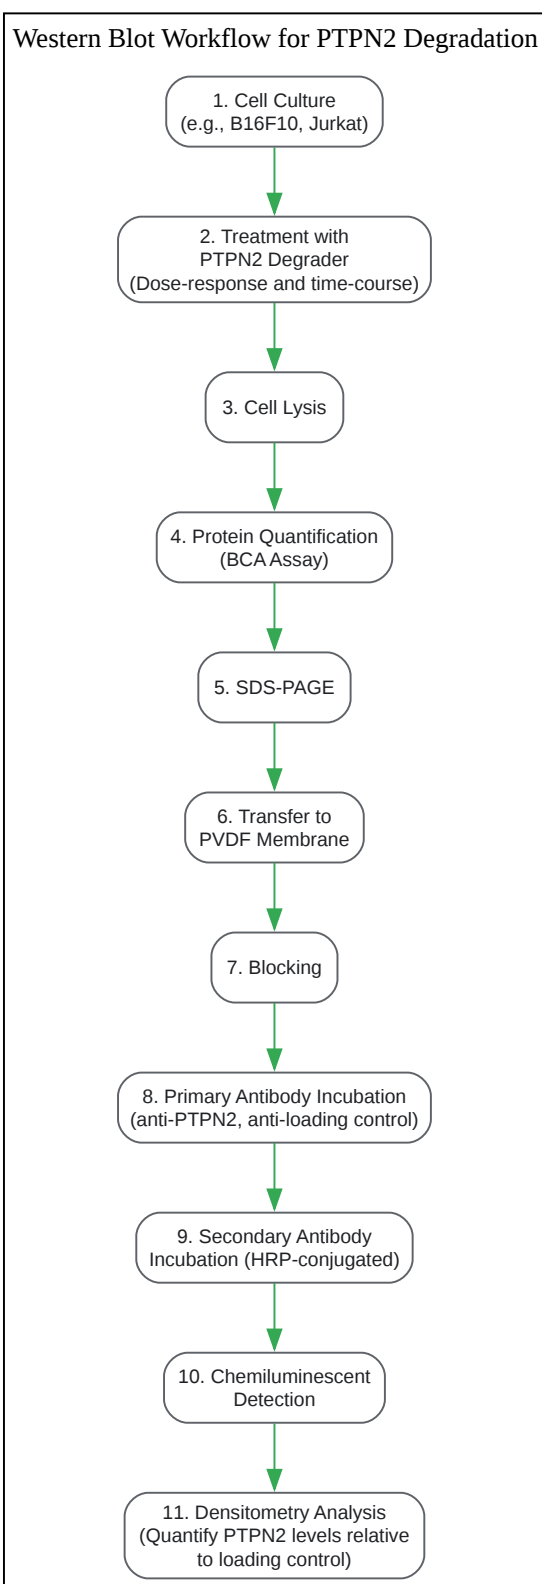 Western Blot Workflow for PTPN2 Degradation
1. Cell Culture
(e.g., B16F10, Jurkat)
2. Treatment with
PTPN2 Degrader
(Dose-response and time-course)
3. Cell Lysis
4. Protein Quantification
(BCA Assay)
5. SDS-PAGE
6. Transfer to
PVDF Membrane
7. Blocking
8. Primary Antibody Incubation
(anti-PTPN2, anti-loading control)
9. Secondary Antibody
Incubation (HRP-conjugated)
10. Chemiluminescent
Detection
11. Densitometry Analysis
(Quantify PTPN2 levels relative
to loading control)